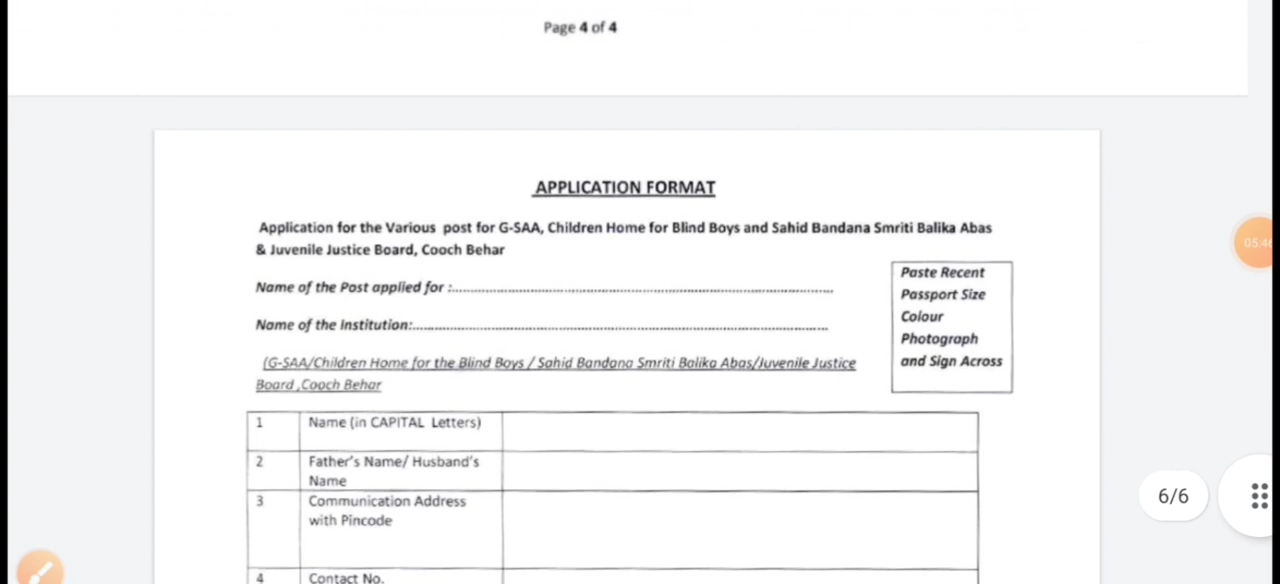 Page 4 of 4
APPLICATION FORMAT
Application for the Various post for G-SAA, Children Home for Blind Boys and Sahid Bandana Smriti Balika Abas
& Juvenile Justice Board, Cooch Behar
Name of the Post applied for :................................................
Name of the Institution:................................................
(G-SAA/Children Home for the Blind Boys / Sahid Bandana Smriti Balika Abas/Juvenile Justice
Board ,Cooch Behar
Paste Recent
Passport Size
Colour
Photograph
and Sign Across
1 Name (in CAPITAL Letters)
2 Father's Name/ Husband's
Name
3 Communication Address
with Pincode
4 Contact No.
6/6